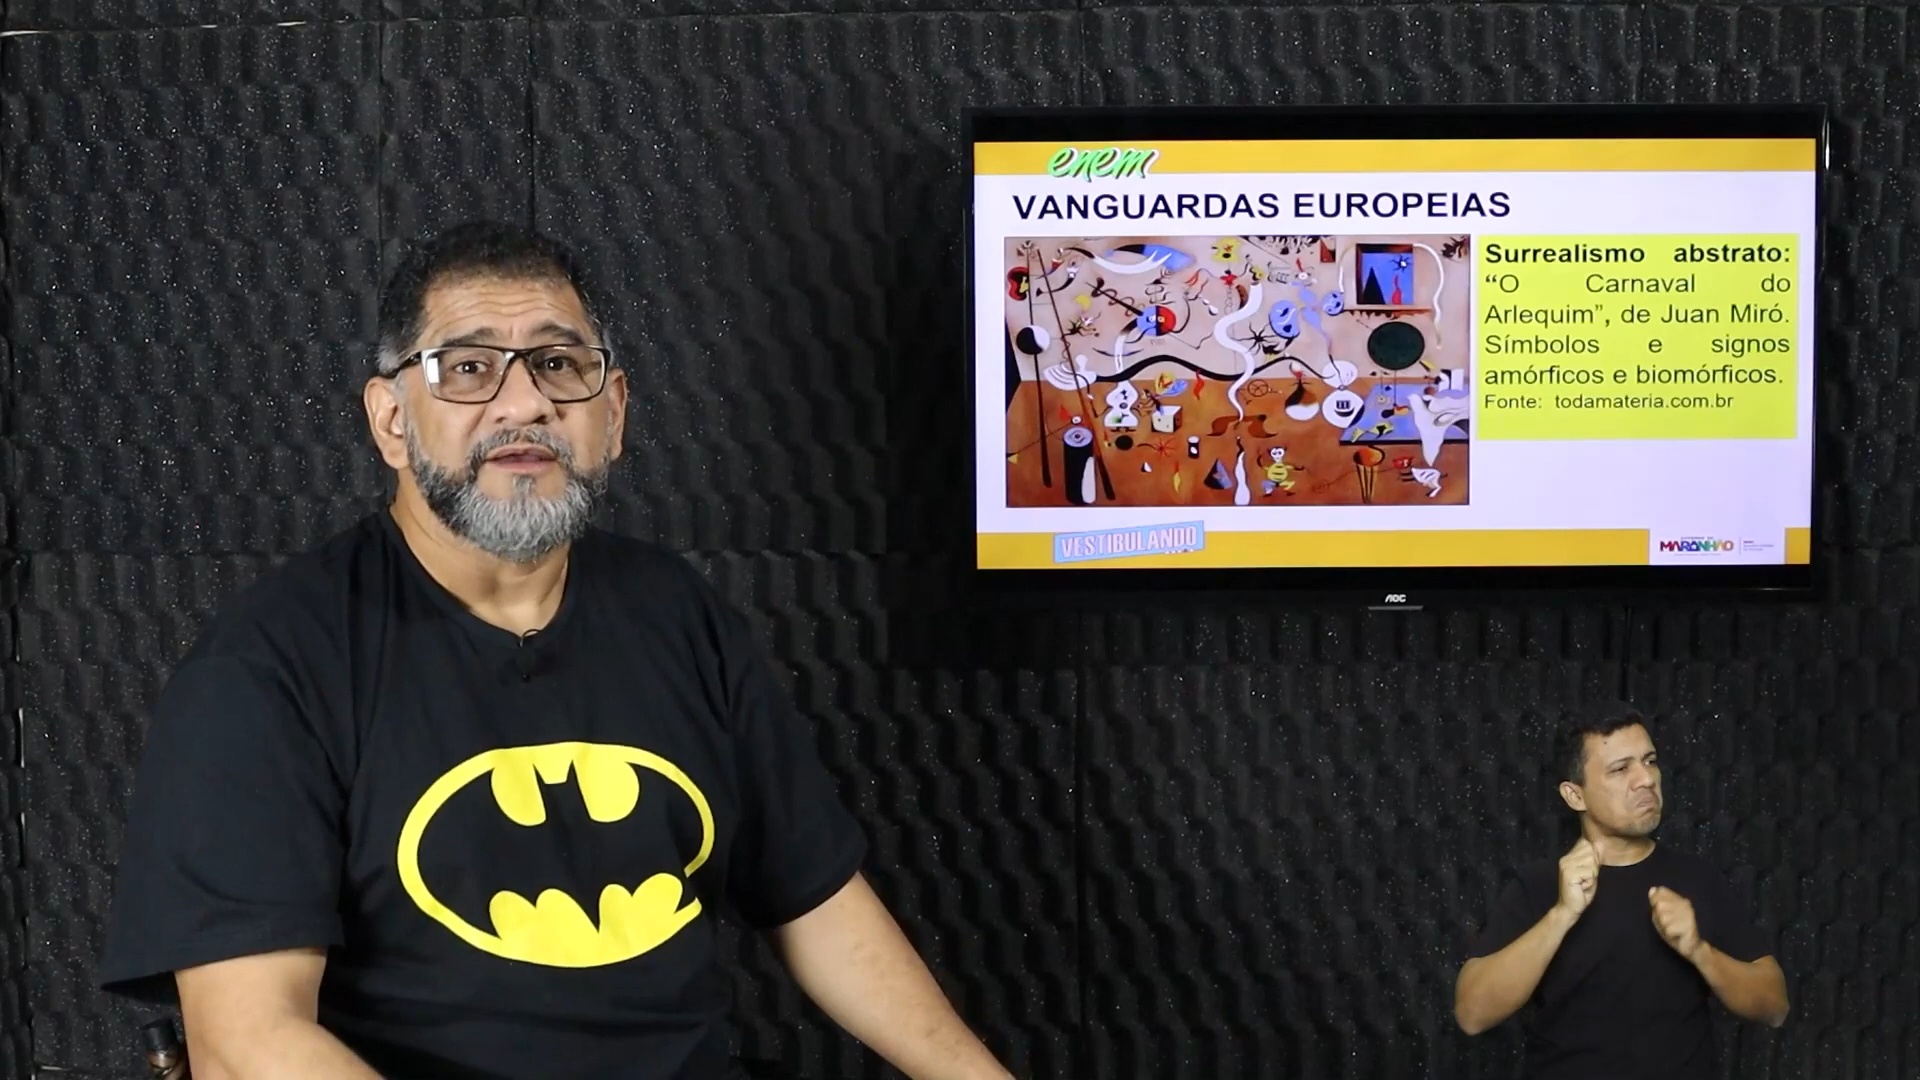 enem
VANGUARDAS EUROPEIAS
Surrealismo abstrato:
“O Carnaval do
Arlequim”, de Juan Miró.
Símbolos e signos
amórficos e biomórficos.
Fonte: todamateria.com.br
VESTIBULANDO
MARANHÃO
AOC